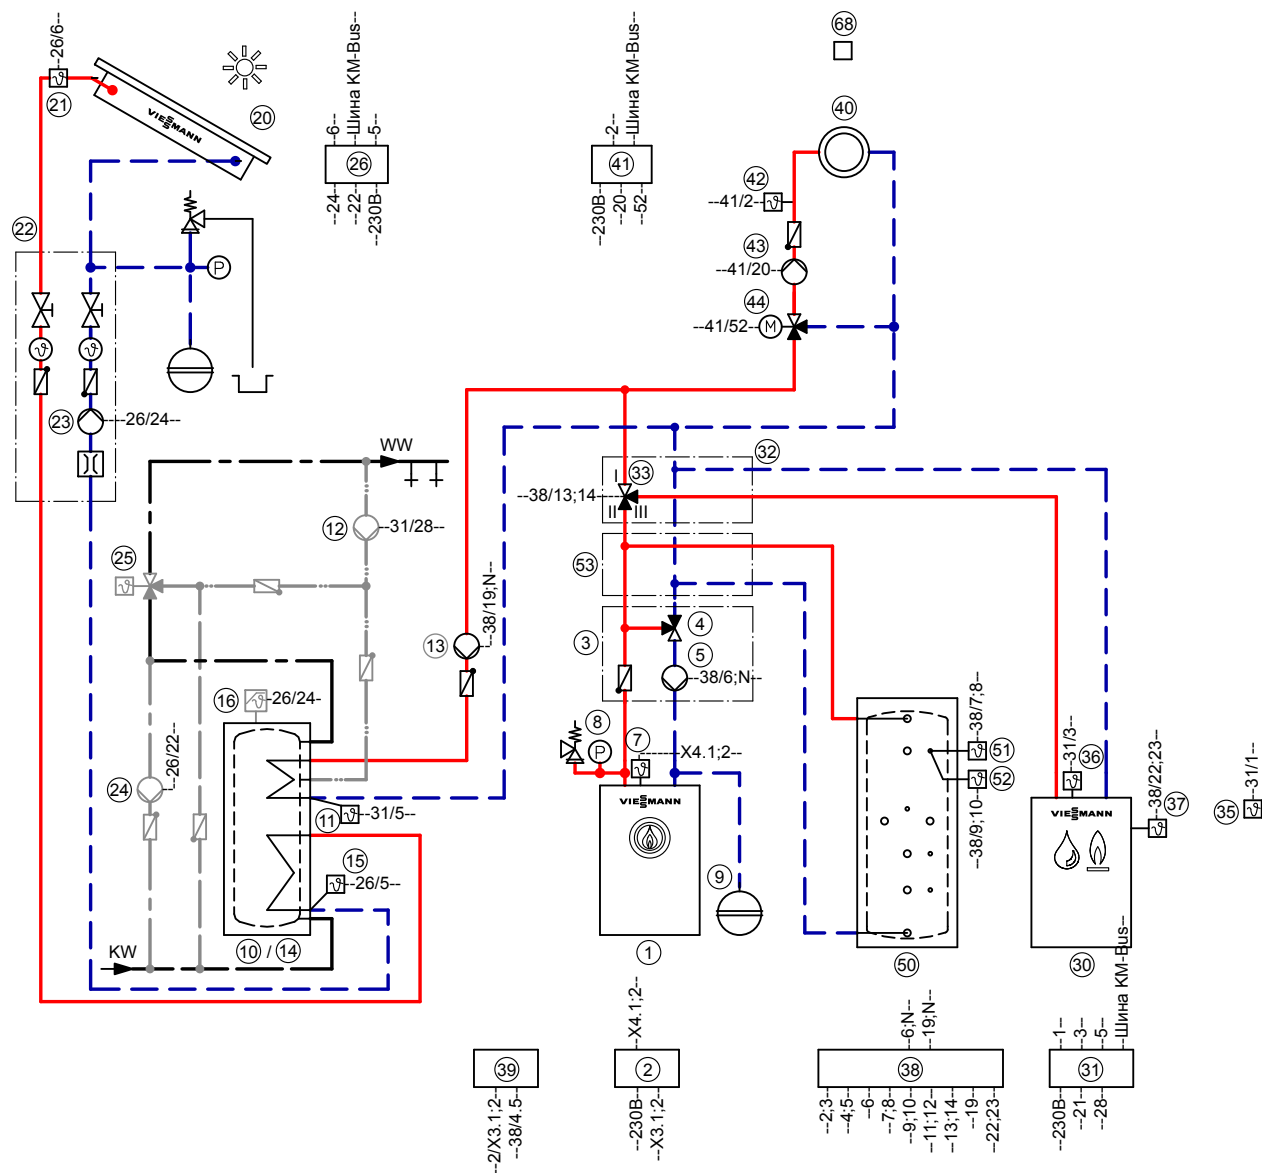 68
--26/6--
Шина KM-Bus--
--6--
--5--
26
--24--
--22--
--230В--
21
20
VIESSMANN
Шина KM-Bus--
--2--
41
--230В--
--20--
--52--
40
42
--41/2--
43
--41/20--
44
--41/52--
M
22
P
23
----26/24--
WW
12
--31/28--
25
32
33
--38/13;14--
I
II
III
53
3
4
5
--38/6;N--
13
--38/19;N--
16
--26/24-
24
--26/22--
8
P
7
-------X4.1;2--
VIESSMANN
11
--31/5--
15
--26/5--
9
KW
10 / 14
1
--38/7;8--
51
52
--38/9;10--
50
--31/3--
36
VIESSMANN
--38/22;23--
37
35
--31/1--
30
39
--2/X3.1;2--
--38/4.5--
--X4.1;2--
2
--230В--
--X3.1;2--
--6;N--
--19;N--
38
--2;3
--4;5
--6
--7;8
--9;10
--11;12
--13;14
--19
--22;23
--1--
--3--
--5--
--Шина KM-Bus--
31
--230В--
--21--
--28--